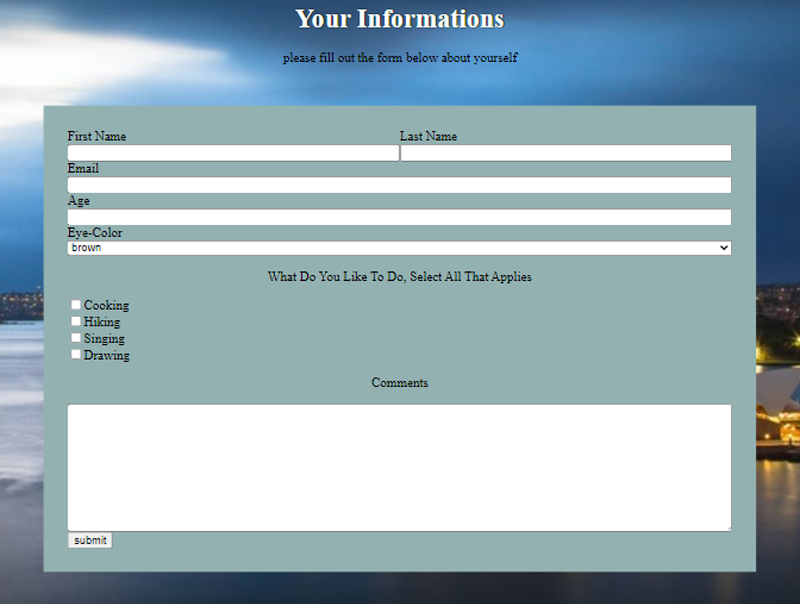 Your Informations
please fill out the form below about yourself
First Name Last Name
Email
Age
Eye-Color
brown
What Do You Like To Do, Select All That Applies
Cooking
Hiking
Singing
Drawing
Comments
submit